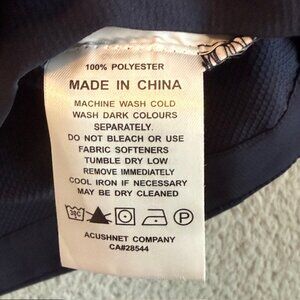 100% POLYESTER
MADE IN CHINA
MACHINE WASH COLD
WASH DARK COLOURS
SEPARATELY.
DO NOT BLEACH OR USE
FABRIC SOFTENERS
TUMBLE DRY LOW
REMOVE IMMEDIATELY
COOL IRON IF NECESSARY
MAY BE DRY CLEANED
30C P
ACUSHNET COMPANY
CA#28544